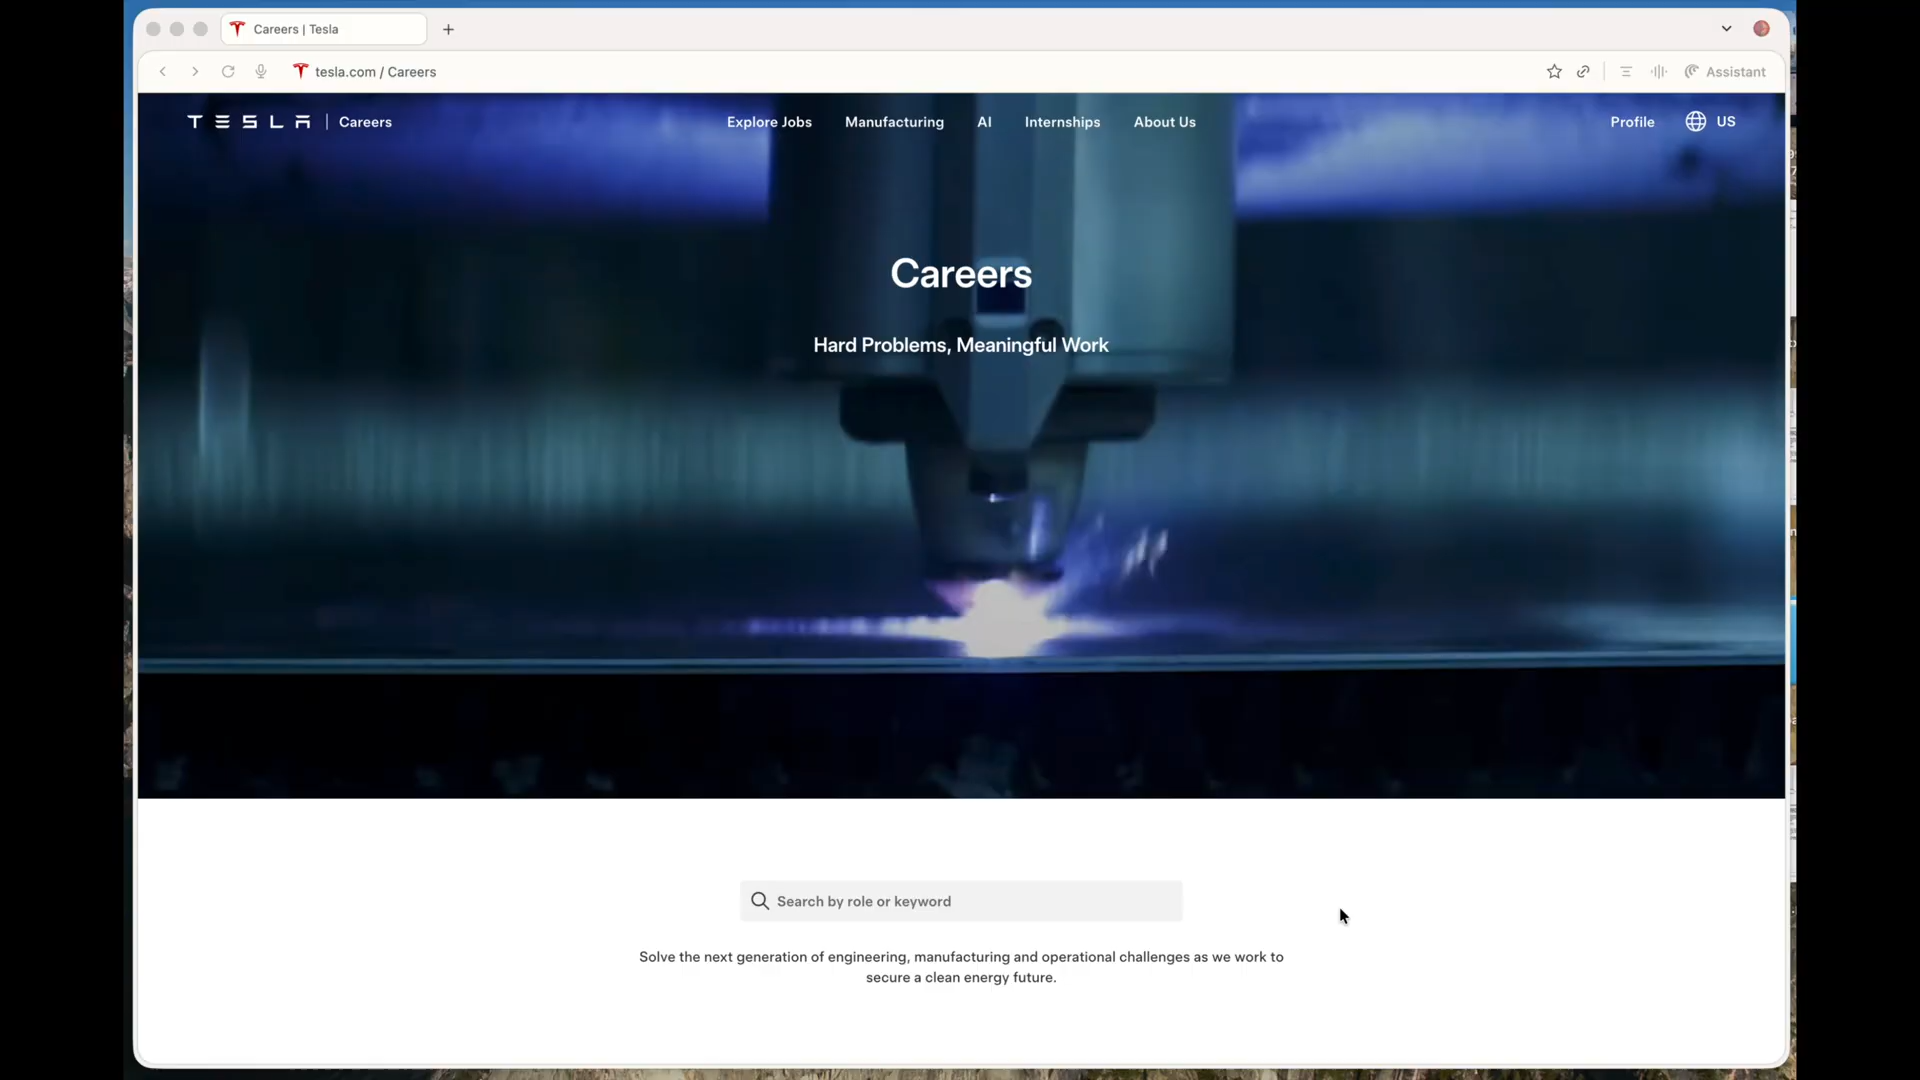 Careers | Tesla
tesla.com / Careers
Assistant
TESLA | Careers
Explore Jobs
Manufacturing
AI
Internships
About Us
Profile
US
Careers
Hard Problems, Meaningful Work
Search by role or keyword
Solve the next generation of engineering, manufacturing and operational challenges as we work to
secure a clean energy future.